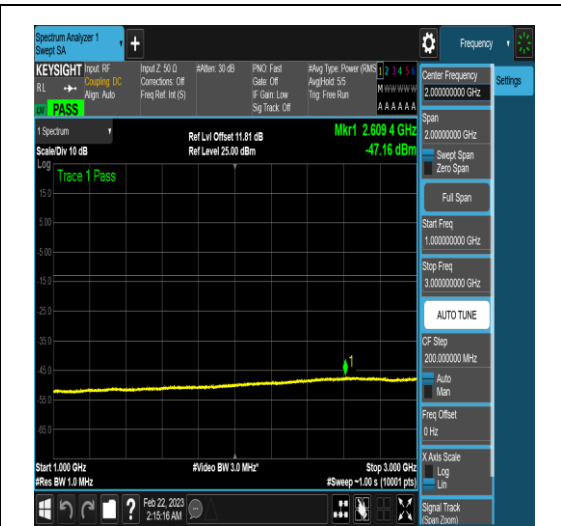 Spectrum Analyzer 1
Swept SA
+
Frequency
KEYSIGHT
RL
PASS
Input: RF
Coupling: DC
Align: Auto
Input Z: 50 Ω
Corrections: Off
Freq Ref: Int (S)
#Atten: 30 dB
PNO: Fast
Gate: Off
IF Gain: Low
Sig Track: Off
#Avg Type: Power (RMS
Avg|Hold: 5/5
Trig: Free Run
1 2 3 4 5 6
M W W W W W
A A A A A A
1 Spectrum
Scale/Div 10 dB
Ref Lvl Offset 11.81 dB
Ref Level 25.00 dBm
Mkr1 2.609 4 GHz
-47.16 dBm
Log
Trace 1 Pass
15.0
5.00
-5.00
-15.0
-25.0
-35.0
-45.0
-55.0
-65.0
1
Start 1.000 GHz
#Res BW 1.0 MHz
#Video BW 3.0 MHz*
Stop 3.000 GHz
#Sweep ~1.00 s (10001 pts)
Center Frequency
2.000000000 GHz
Settings
Span
2.00000000 GHz
Swept Span
Zero Span
Full Span
Start Freq
1.000000000 GHz
Stop Freq
3.000000000 GHz
AUTO TUNE
CF Step
200.000000 MHz
Auto
Man
Freq Offset
0 Hz
X Axis Scale
Log
Lin
Signal Track
(Span Zoom)
?
Feb 22, 2023
2:15:16 AM